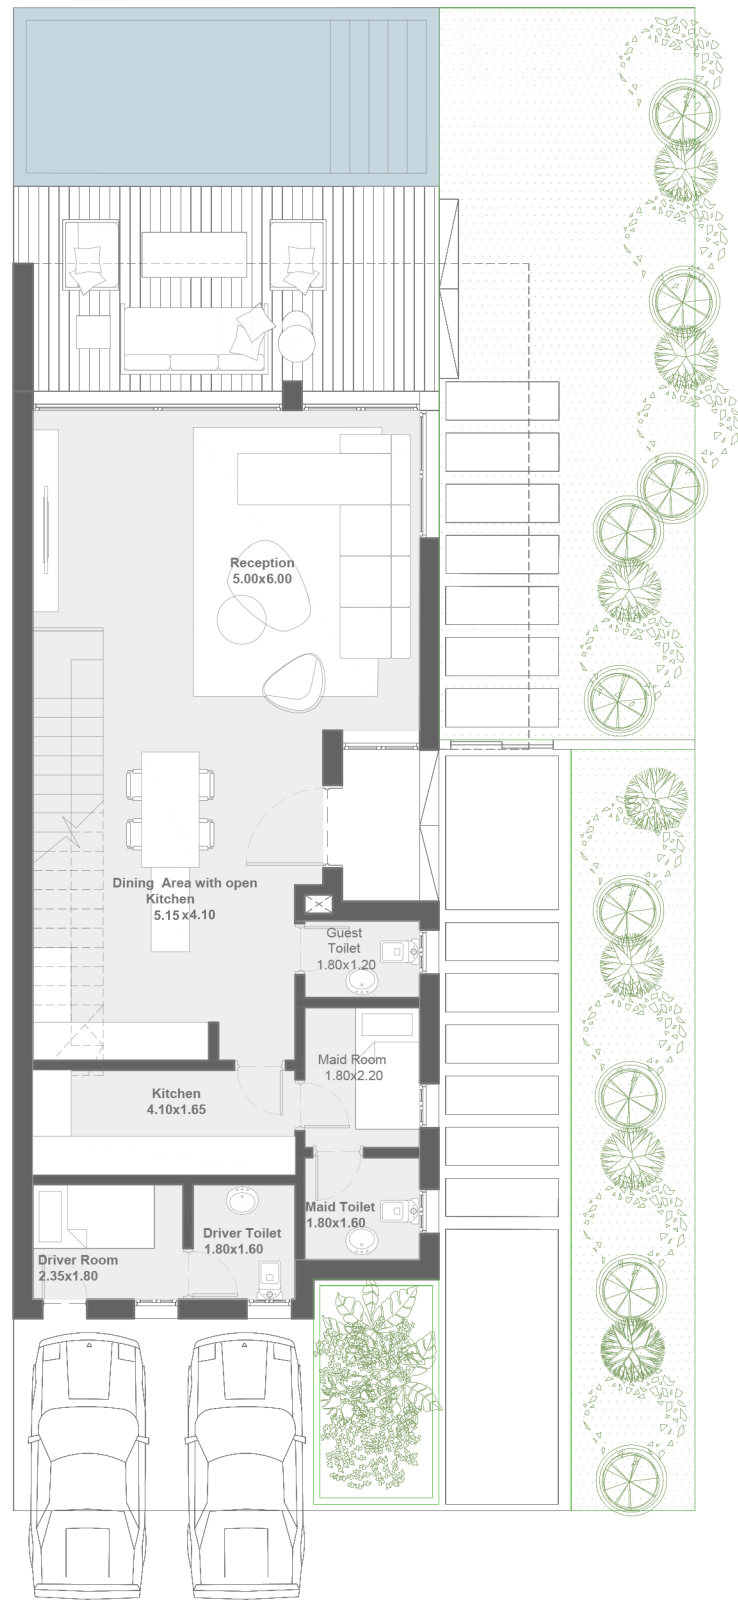 Reception
5.00x6.00
Dining Area with open
Kitchen
5.15x4.10
Guest
Toilet
1.80x1.20
Maid Room
1.80x2.20
Kitchen
4.10x1.65
Maid Toilet
1.80x1.60
Driver Toilet
1.80x1.60
Driver Room
2.35x1.80